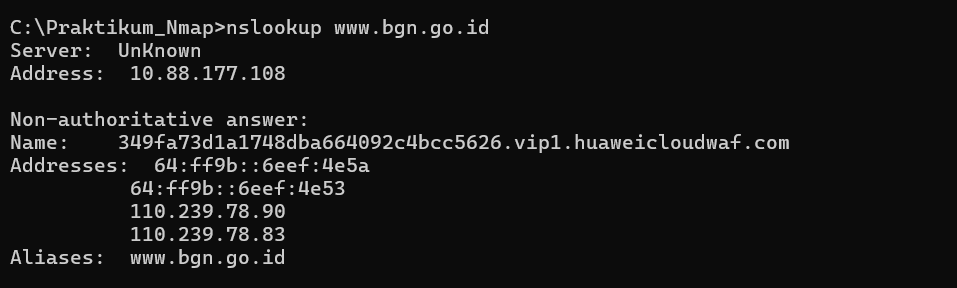 C:\Praktikum_Nmap>nslookup www.bgn.go.id
Server:  UnKnown
Address:  10.88.177.108
Non-authoritative answer:
Name:    349fa73d1a1748dba664092c4bcc5626.vip1.huaweicloudwaf.com
Addresses:  64:ff9b::6eef:4e5a
64:ff9b::6eef:4e53
110.239.78.90
110.239.78.83
Aliases:  www.bgn.go.id